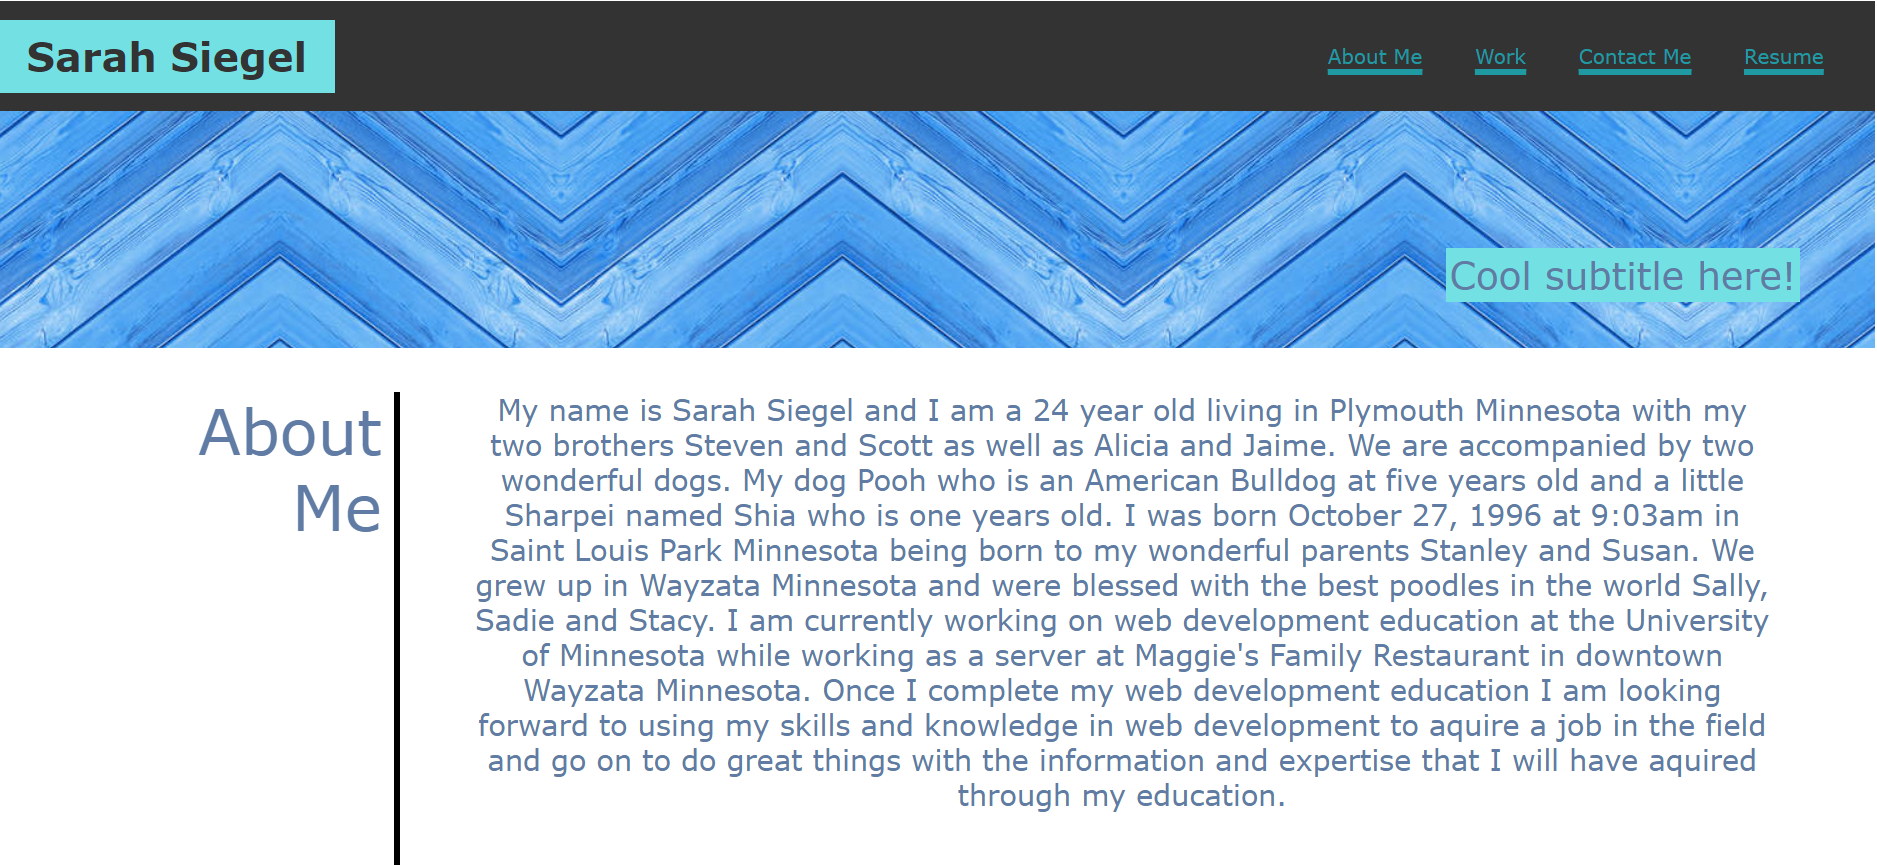 Sarah Siegel
About Me Work Contact Me Resume
Cool subtitle here!
About
Me
My name is Sarah Siegel and I am a 24 year old living in Plymouth Minnesota with my
two brothers Steven and Scott as well as Alicia and Jaime. We are accompanied by two
wonderful dogs. My dog Pooh who is an American Bulldog at five years old and a little
Sharpei named Shia who is one years old. I was born October 27, 1996 at 9:03am in
Saint Louis Park Minnesota being born to my wonderful parents Stanley and Susan. We
grew up in Wayzata Minnesota and were blessed with the best poodles in the world Sally,
Sadie and Stacy. I am currently working on web development education at the University
of Minnesota while working as a server at Maggie's Family Restaurant in downtown
Wayzata Minnesota. Once I complete my web development education I am looking
forward to using my skills and knowledge in web development to aquire a job in the field
and go on to do great things with the information and expertise that I will have aquired
through my education.